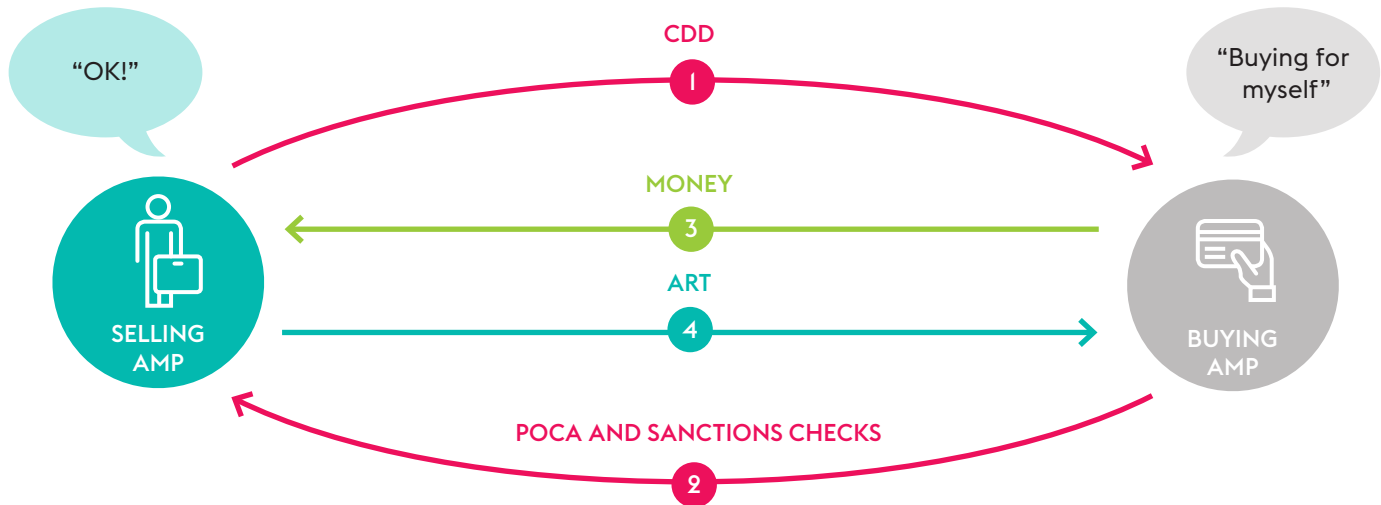 “OK!”
CDD
“Buying for
myself”
1
MONEY
3
ART
4
SELLING
AMP
BUYING
AMP
POCA AND SANCTIONS CHECKS
2